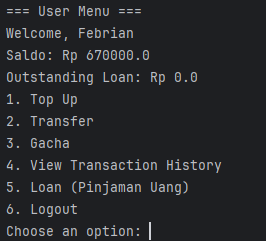 === User Menu ===
Welcome, Febrian
Saldo: Rp 670000.0
Outstanding Loan: Rp 0.0
1. Top Up
2. Transfer
3. Gacha
4. View Transaction History
5. Loan (Pinjaman Uang)
6. Logout
Choose an option: